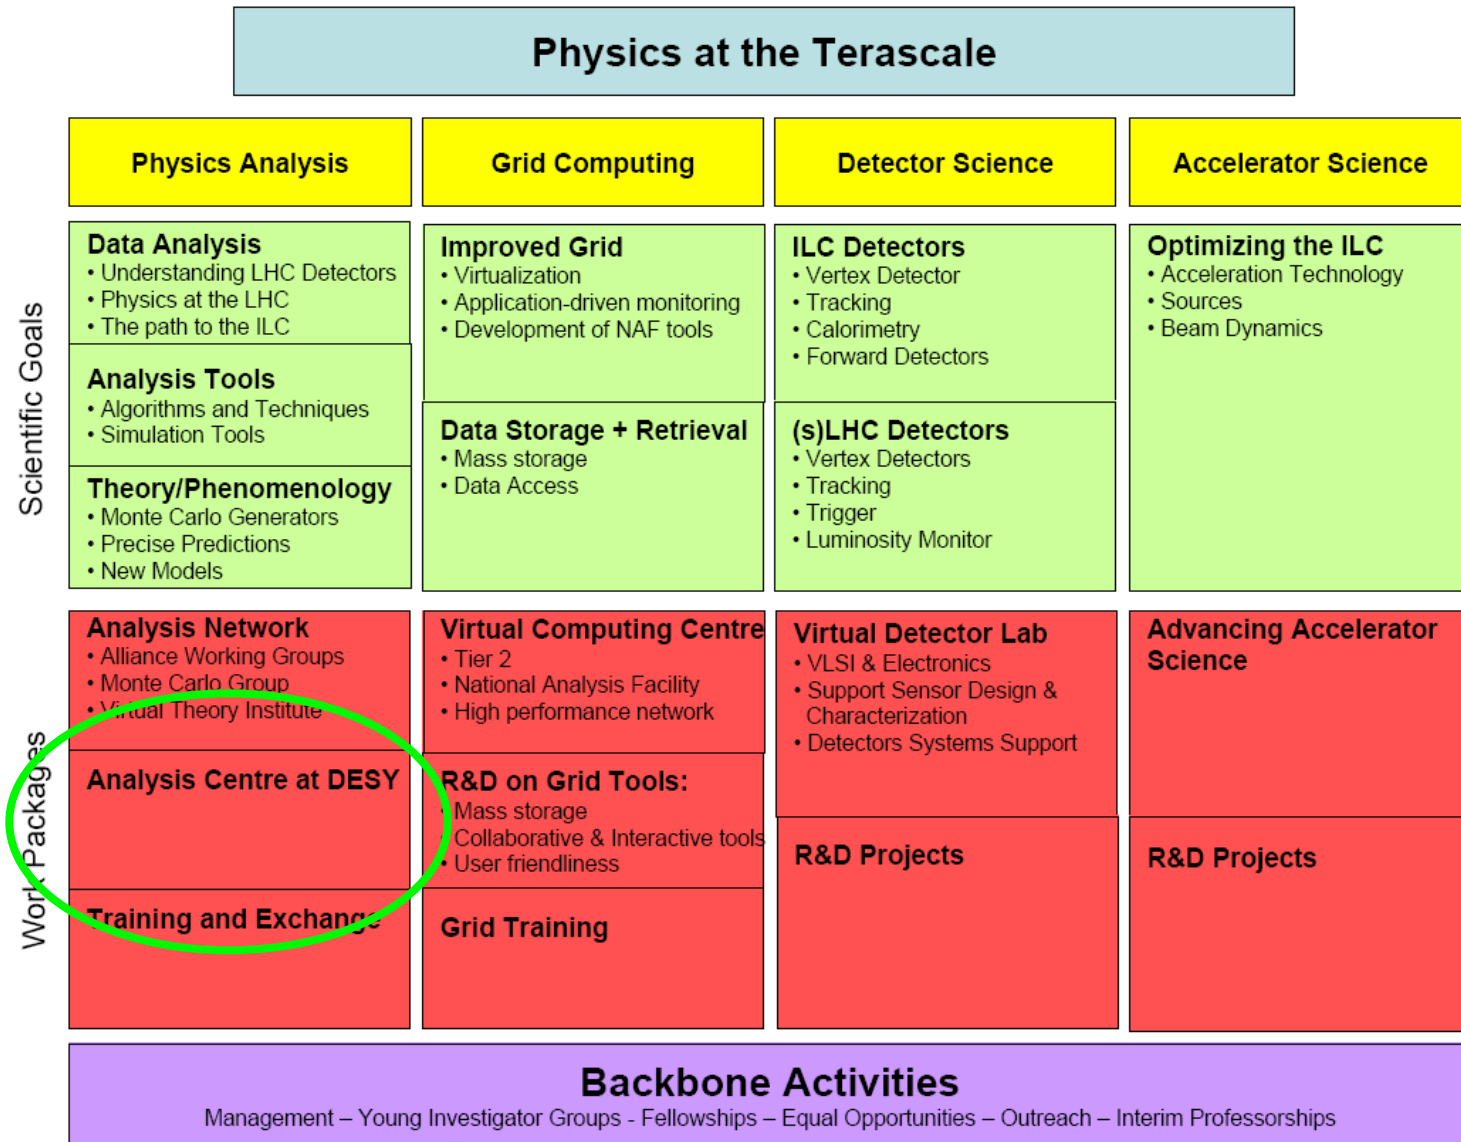 Physics at the Terascale
Physics Analysis
Grid Computing
Detector Science
Accelerator Science
Scientific Goals
Data Analysis
• Understanding LHC Detectors
• Physics at the LHC
• The path to the ILC
Analysis Tools
• Algorithms and Techniques
• Simulation Tools
Theory/Phenomenology
• Monte Carlo Generators
• Precise Predictions
• New Models
Improved Grid
• Virtualization
• Application-driven monitoring
• Development of NAF tools
Data Storage + Retrieval
• Mass storage
• Data Access
ILC Detectors
• Vertex Detector
• Tracking
• Calorimetry
• Forward Detectors
(s)LHC Detectors
• Vertex Detectors
• Tracking
• Trigger
• Luminosity Monitor
Optimizing the ILC
• Acceleration Technology
• Sources
• Beam Dynamics
Work Packages
Analysis Network
• Alliance Working Groups
• Monte Carlo Group
• Virtual Theory Institute
Analysis Centre at DESY
Training and Exchange
Virtual Computing Centre
• Tier 2
• National Analysis Facility
• High performance network
R&D on Grid Tools:
• Mass storage
• Collaborative & Interactive tools
• User friendliness
Grid Training
Virtual Detector Lab
• VLSI & Electronics
• Support Sensor Design &
Characterization
• Detectors Systems Support
R&D Projects
Advancing Accelerator
Science
R&D Projects
Backbone Activities
Management – Young Investigator Groups - Fellowships – Equal Opportunities – Outreach – Interim Professorships